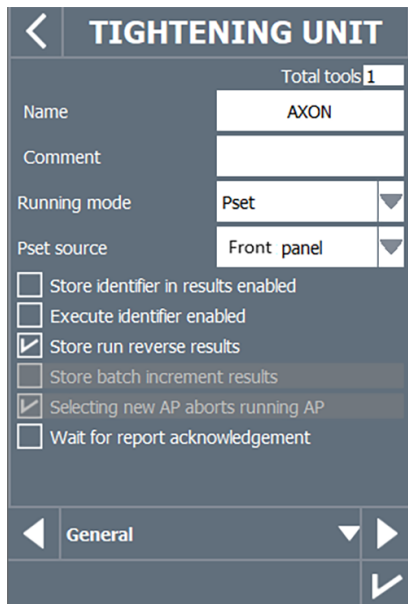 TIGHTENING UNIT
Total tools 1
Name AXON
Comment
Running mode Pset
Pset source Front panel
Store identifier in results enabled
Execute identifier enabled
Store run reverse results
Store batch increment results
Selecting new AP aborts running AP
Wait for report acknowledgement
General